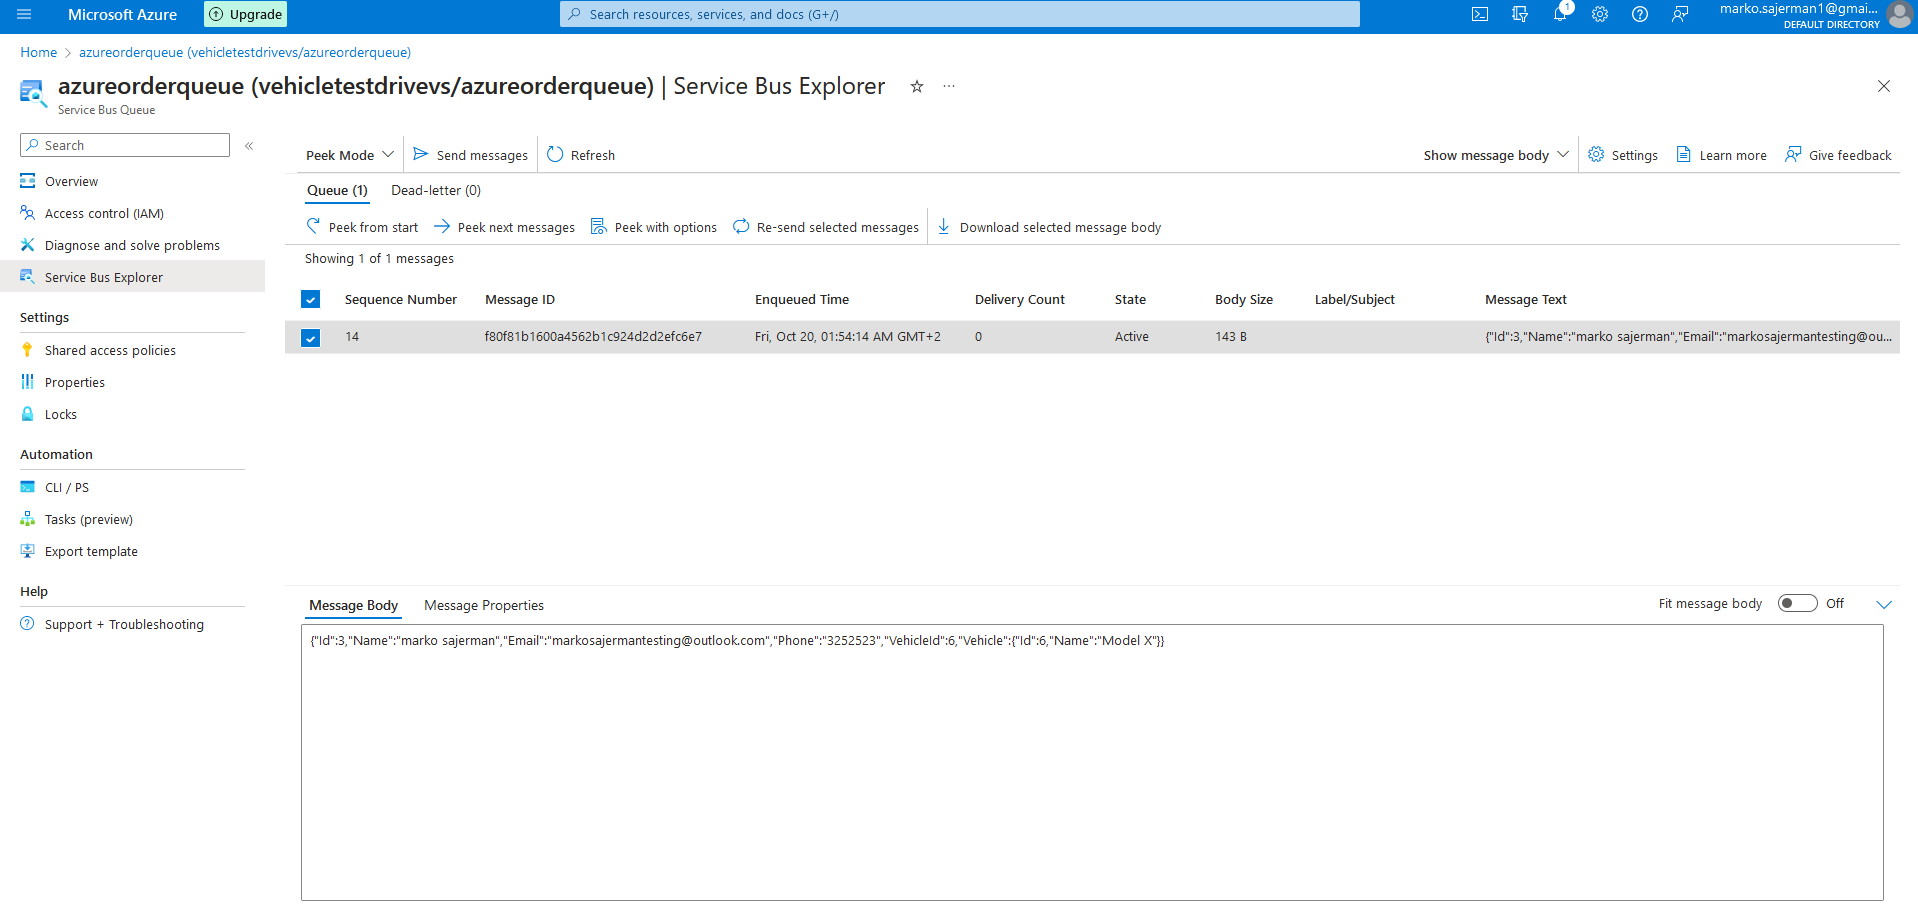 Microsoft Azure
Upgrade
Search resources, services, and docs (G+/)
1
marko.sajerman1@gmai...
DEFAULT DIRECTORY
Home > azureorderqueue (vehicletestdrivevs/azureorderqueue)
azureorderqueue (vehicletestdrivevs/azureorderqueue) | Service Bus Explorer
Service Bus Queue
Search
Overview
Access control (IAM)
Diagnose and solve problems
Service Bus Explorer
Settings
Shared access policies
Properties
Locks
Automation
CLI / PS
Tasks (preview)
Export template
Help
Support + Troubleshooting
Peek Mode Send messages Refresh
Show message body Settings Learn more Give feedback
Queue (1) Dead-letter (0)
Peek from start Peek next messages Peek with options Re-send selected messages Download selected message body
Showing 1 of 1 messages
Sequence Number Message ID Enqueued Time Delivery Count State Body Size Label/Subject Message Text
14 f80f81b1600a4562b1c924d2d2efc6e7 Fri, Oct 20, 01:54:14 AM GMT+2 0 Active 143 B {"Id":3,"Name":"marko sajerman","Email":"markosajermantesting@ou...
Message Body Message Properties
Fit message body Off
{"Id":3,"Name":"marko sajerman","Email":"markosajermantesting@outlook.com","Phone":"3252523","VehicleId":6,"Vehicle":{"Id":6,"Name":"Model X"}}